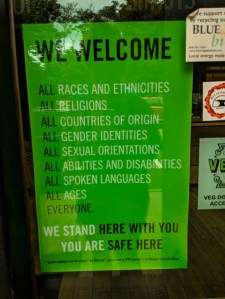 WE WELCOME
ALL RACES AND ETHNICITIES
ALL RELIGIONS
ALL COUNTRIES OF ORIGIN
ALL GENDER IDENTITIES
ALL SEXUAL ORIENTATIONS
ALL ABILITIES AND DISABILITIES
ALL SPOKEN LANGUAGES
ALL AGES
EVERYONE.
WE STAND HERE WITH YOU
YOU ARE SAFE HERE
BLUE